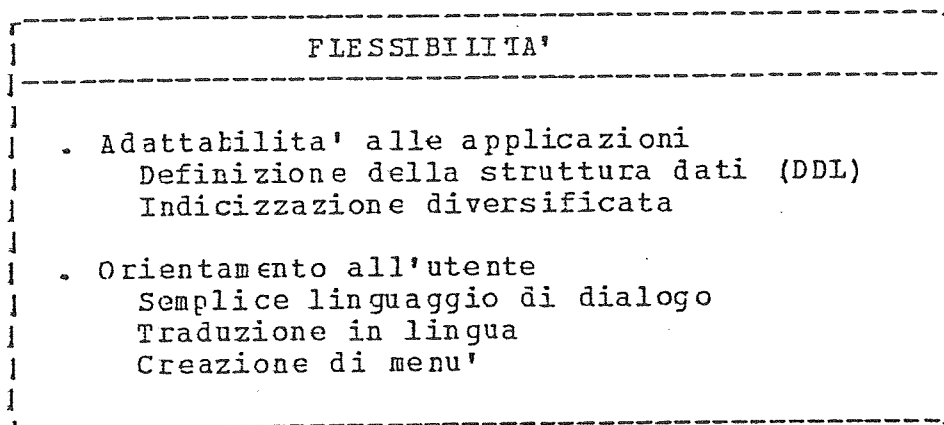 FLESSIBILITA'
. Adattabilita' alle applicazioni
Definizione della struttura dati (DDL)
Indicizzazione diversificata
. Orientamento all'utente
Semplice linguaggio di dialogo
Traduzione in lingua
Creazione di menu'